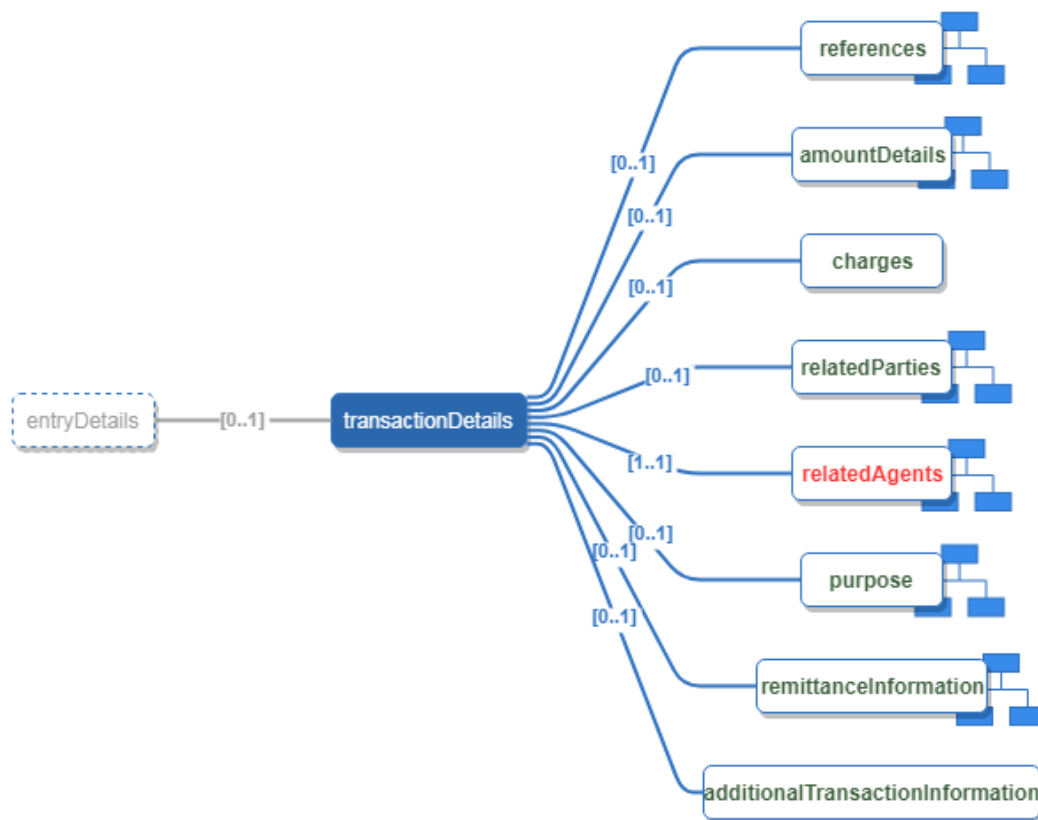 references
[0..1]
amountDetails
[0..1]
charges
[0..1]
relatedParties
[0..1]
entryDetails
[0..1]
transactionDetails
[1..1]
relatedAgents
[0..1]
[0..1]
purpose
[0..1]
remittanceInformation
additionalTransactionInformation